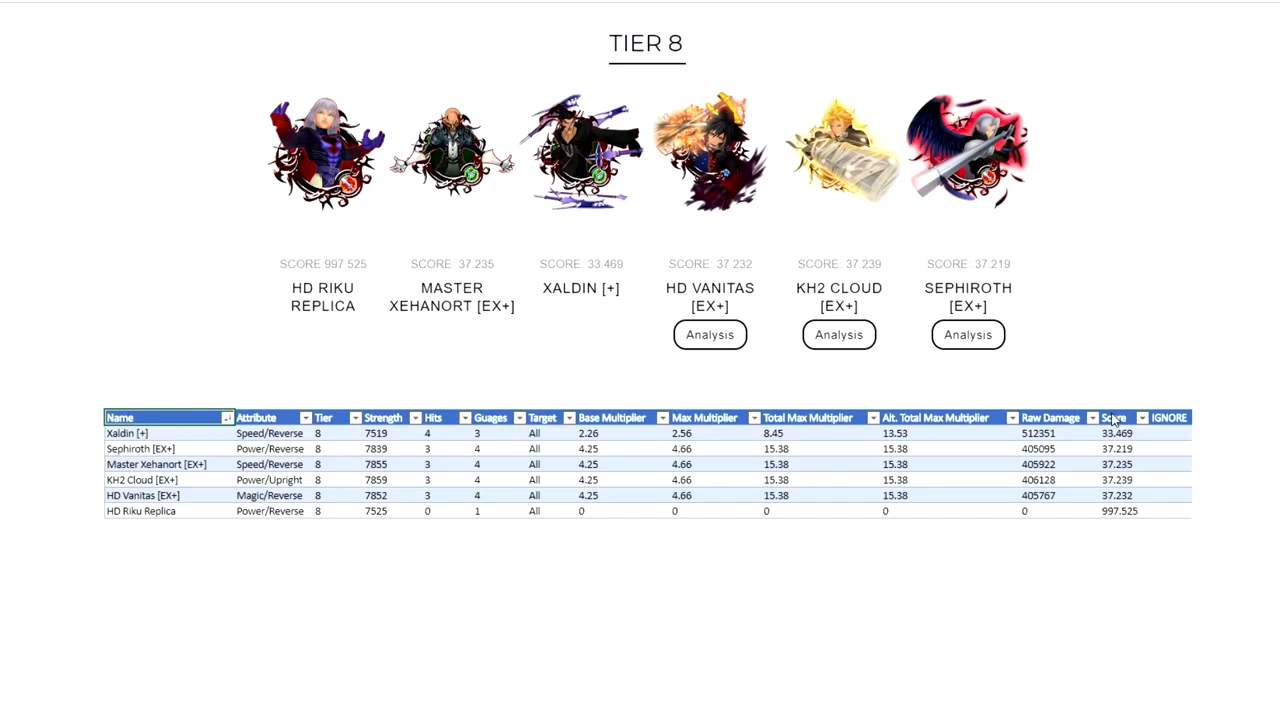 TIER 8
SCORE 997 525
SCORE: 37.235
SCORE: 33.469
SCORE: 37 232
SCORE: 37 239
SCORE: 37.219
HD RIKU
REPLICA
MASTER
XEHANORT [EX+]
XALDIN [+]
HD VANITAS
[EX+]
KH2 CLOUD
[EX+]
SEPHIROTH
[EX+]
Analysis
Analysis
Analysis
Name Attribute Tier Strength Hits Guages Target Base Multiplier Max Multiplier Total Max Multiplier Alt. Total Max Multiplier Raw Damage Score IGNORE
Xaldin [+] Speed/Reverse 8 7519 4 3 All 2.26 2.56 8.45 13.53 512351 33.469
Sephiroth [EX+] Power/Reverse 8 7839 3 4 All 4.25 4.66 15.38 15.38 405095 37.219
Master Xehanort [EX+] Speed/Reverse 8 7855 3 4 All 4.25 4.66 15.38 15.38 405922 37.235
KH2 Cloud [EX+] Power/Upright 8 7859 3 4 All 4.25 4.66 15.38 15.38 406128 37.239
HD Vanitas [EX+] Magic/Reverse 8 7852 3 4 All 4.25 4.66 15.38 15.38 405767 37.232
HD Riku Replica Power/Reverse 8 7525 0 1 All 0 0 0 0 0 997.525